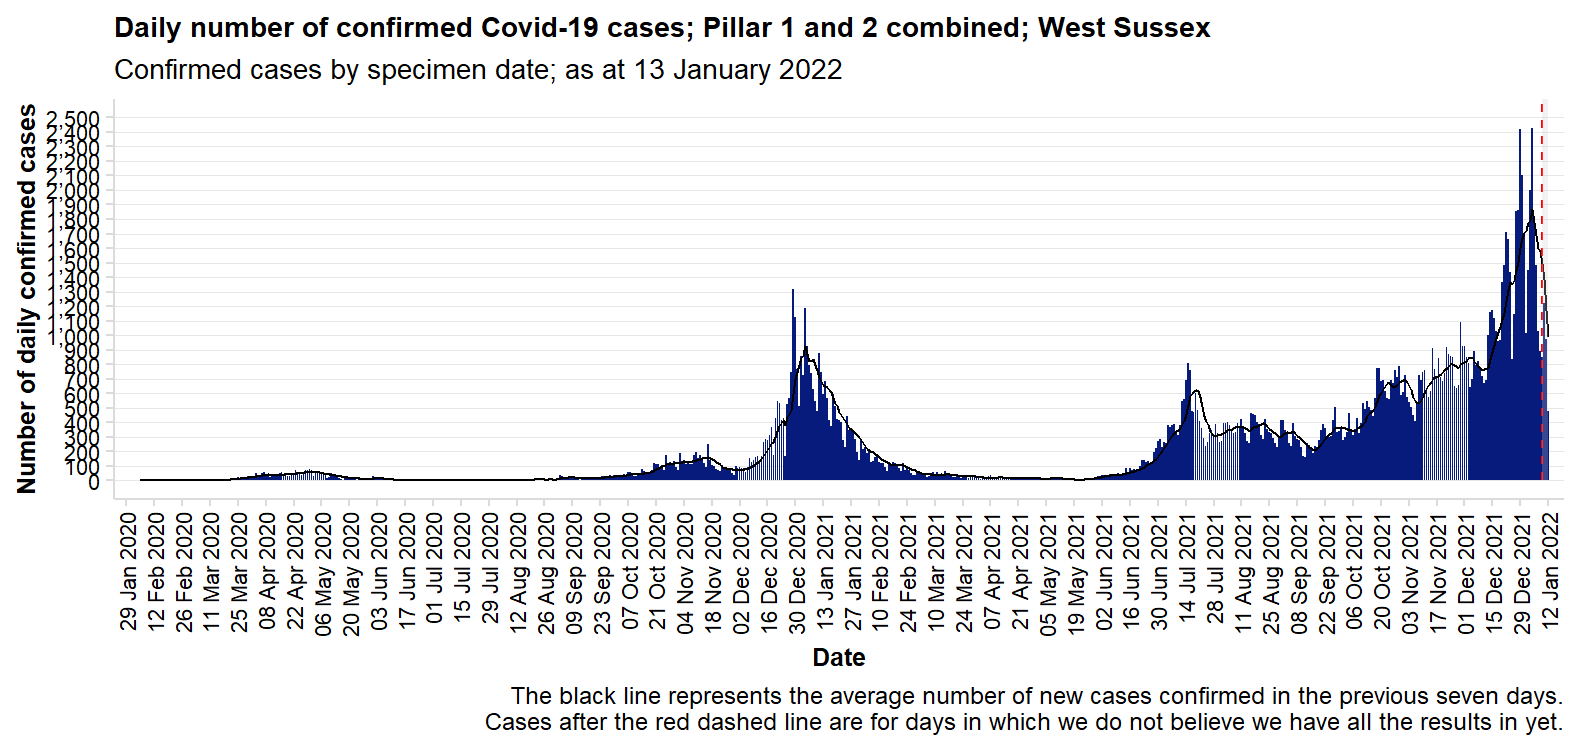 Daily number of confirmed Covid-19 cases; Pillar 1 and 2 combined; West Sussex
Confirmed cases by specimen date; as at 13 January 2022
Number of daily confirmed cases
2,500
2,400
2,300
2,200
2,100
2,000
1,900
1,800
1,700
1,600
1,500
1,400
1,300
1,200
1,100
1,000
900
800
700
600
500
400
300
200
100
0
29 Jan 2020
12 Feb 2020
26 Feb 2020
11 Mar 2020
25 Mar 2020
08 Apr 2020
22 Apr 2020
06 May 2020
20 May 2020
03 Jun 2020
17 Jun 2020
01 Jul 2020
15 Jul 2020
29 Jul 2020
12 Aug 2020
26 Aug 2020
09 Sep 2020
23 Sep 2020
07 Oct 2020
21 Oct 2020
04 Nov 2020
18 Nov 2020
02 Dec 2020
16 Dec 2020
30 Dec 2020
13 Jan 2021
27 Jan 2021
10 Feb 2021
24 Feb 2021
10 Mar 2021
24 Mar 2021
07 Apr 2021
21 Apr 2021
05 May 2021
19 May 2021
02 Jun 2021
16 Jun 2021
30 Jun 2021
14 Jul 2021
28 Jul 2021
11 Aug 2021
25 Aug 2021
08 Sep 2021
22 Sep 2021
06 Oct 2021
20 Oct 2021
03 Nov 2021
17 Nov 2021
01 Dec 2021
15 Dec 2021
29 Dec 2021
12 Jan 2022
Date
The black line represents the average number of new cases confirmed in the previous seven days.
Cases after the red dashed line are for days in which we do not believe we have all the results in yet.